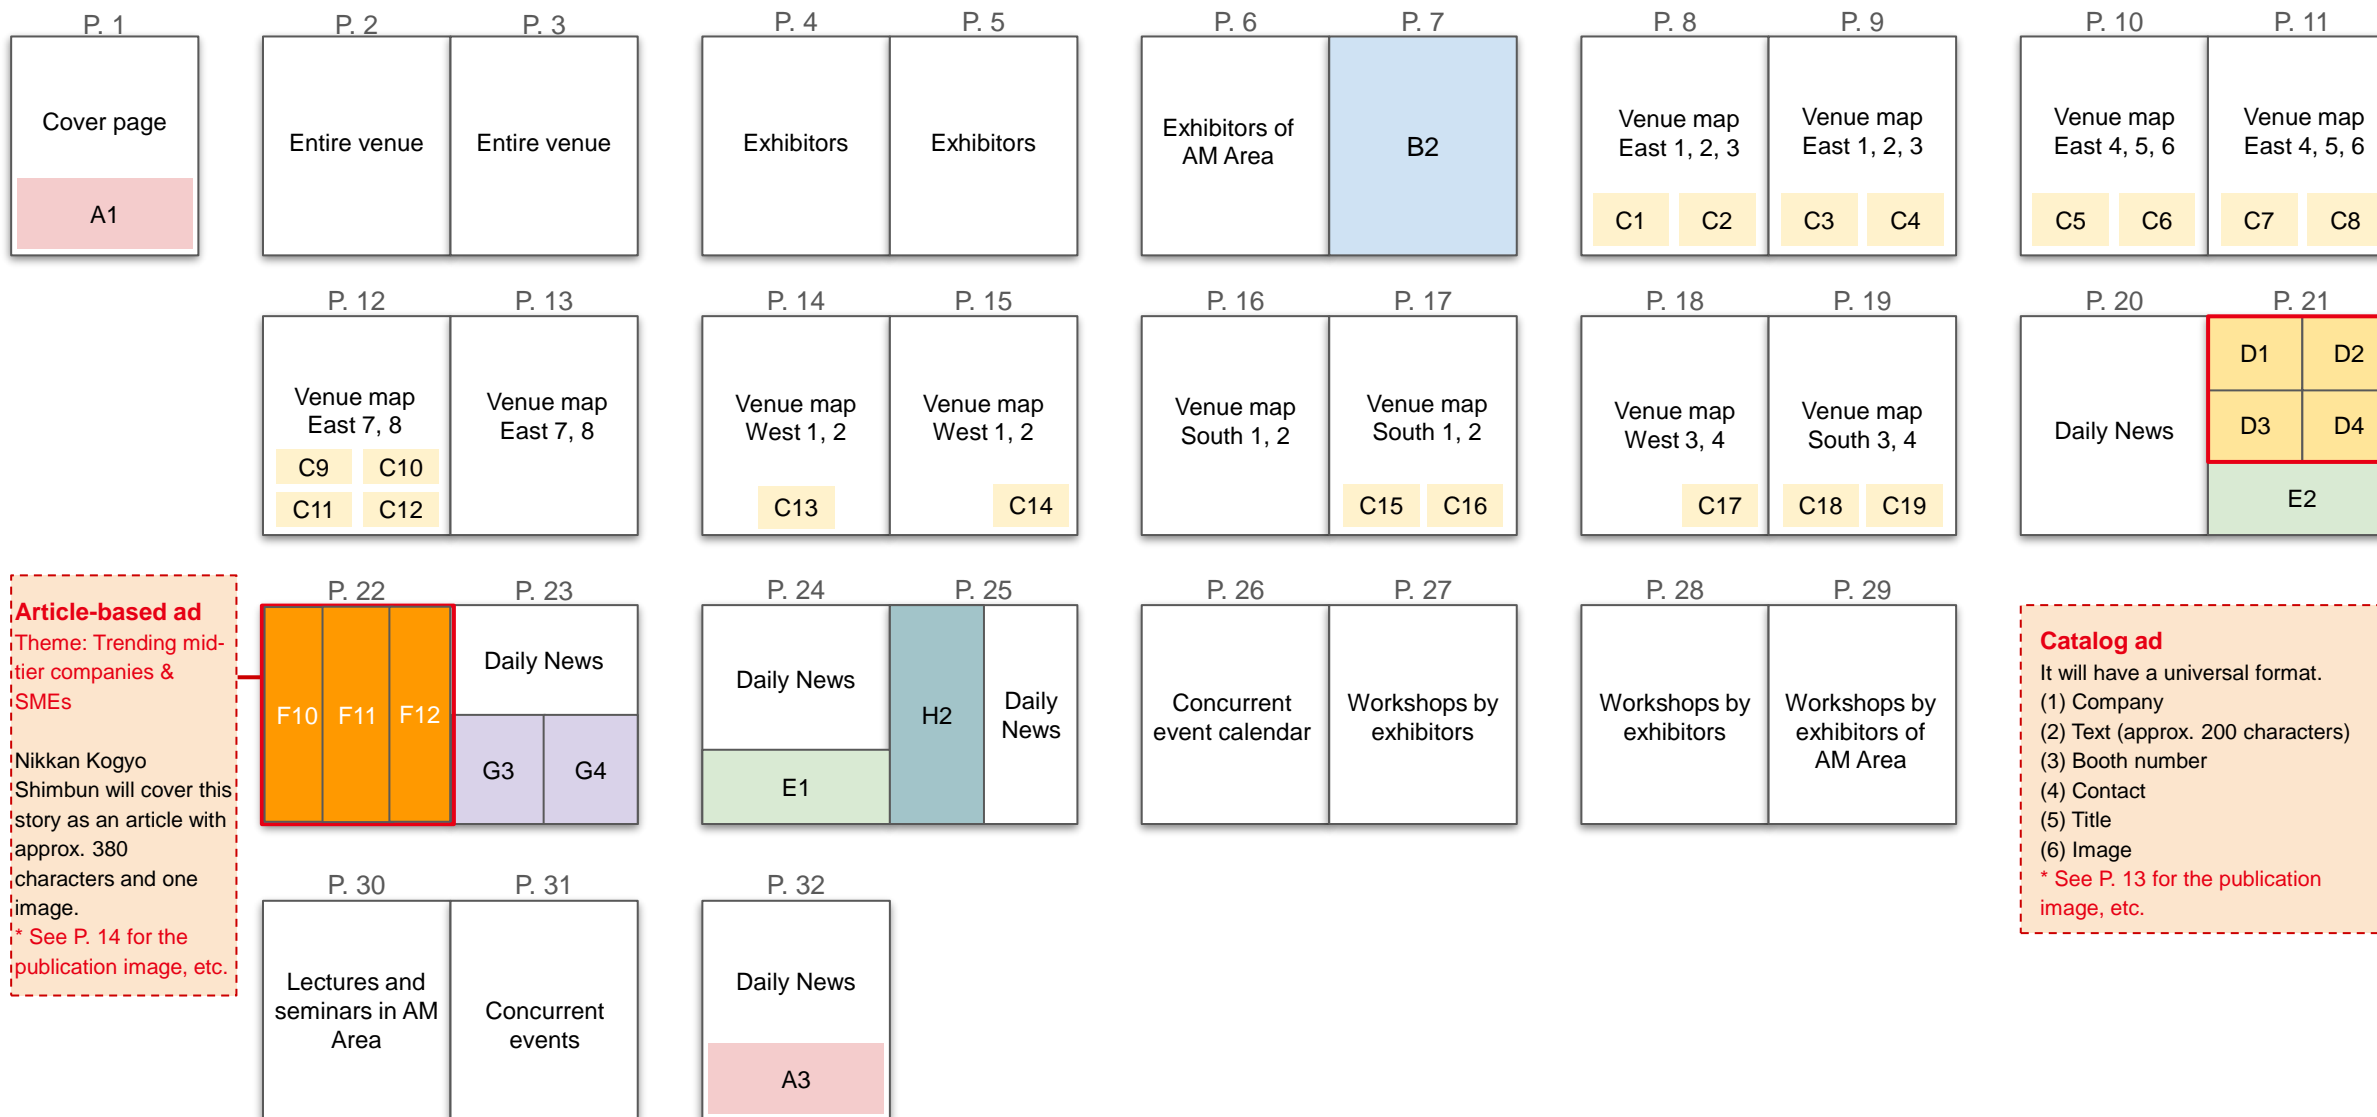 P. 1
P. 2
P. 3
P. 4
P. 5
P. 6
P. 7
P. 8
P. 9
P. 10
P. 11
Cover page
A1
Entire venue
Entire venue
Exhibitors
Exhibitors
Exhibitors of
AM Area
B2
Venue map
East 1, 2, 3
C1
C2
Venue map
East 1, 2, 3
C3
C4
Venue map
East 4, 5, 6
C5
C6
Venue map
East 4, 5, 6
C7
C8
P. 12
P. 13
P. 14
P. 15
P. 16
P. 17
P. 18
P. 19
P. 20
P. 21
Venue map
East 7, 8
C9
C10
C11
C12
Venue map
East 7, 8
Venue map
West 1, 2
C13
Venue map
West 1, 2
C14
Venue map
South 1, 2
Venue map
South 1, 2
C15
C16
Venue map
West 3, 4
C17
Venue map
South 3, 4
C18
C19
Daily News
D1
D2
D3
D4
E2
Article-based ad
Theme: Trending mid-
tier companies &
SMEs
Nikkan Kogyo
Shimbun will cover this
story as an article with
approx. 380
characters and one
image.
* See P. 14 for the
publication image, etc.
P. 22
P. 23
P. 24
P. 25
P. 26
P. 27
P. 28
P. 29
F10
F11
F12
Daily News
G3
G4
Daily News
E1
H2
Daily
News
Concurrent
event calendar
Workshops by
exhibitors
Workshops by
exhibitors
Workshops by
exhibitors of
AM Area
Catalog ad
It will have a universal format.
(1) Company
(2) Text (approx. 200 characters)
(3) Booth number
(4) Contact
(5) Title
(6) Image
* See P. 13 for the publication
image, etc.
P. 30
P. 31
P. 32
Lectures and
seminars in AM
Area
Concurrent
events
Daily News
A3